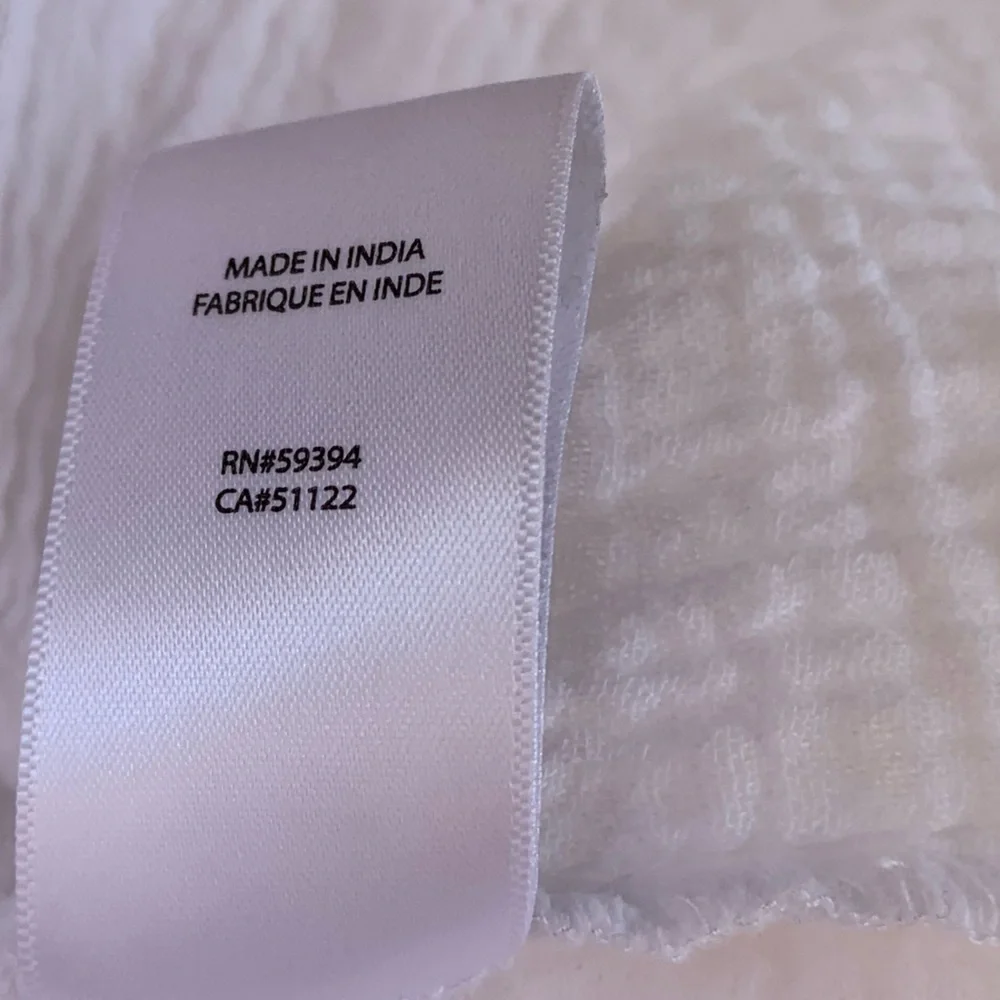 MADE IN INDIA
FABRIQUE EN INDE
RN#59394
CA#51122